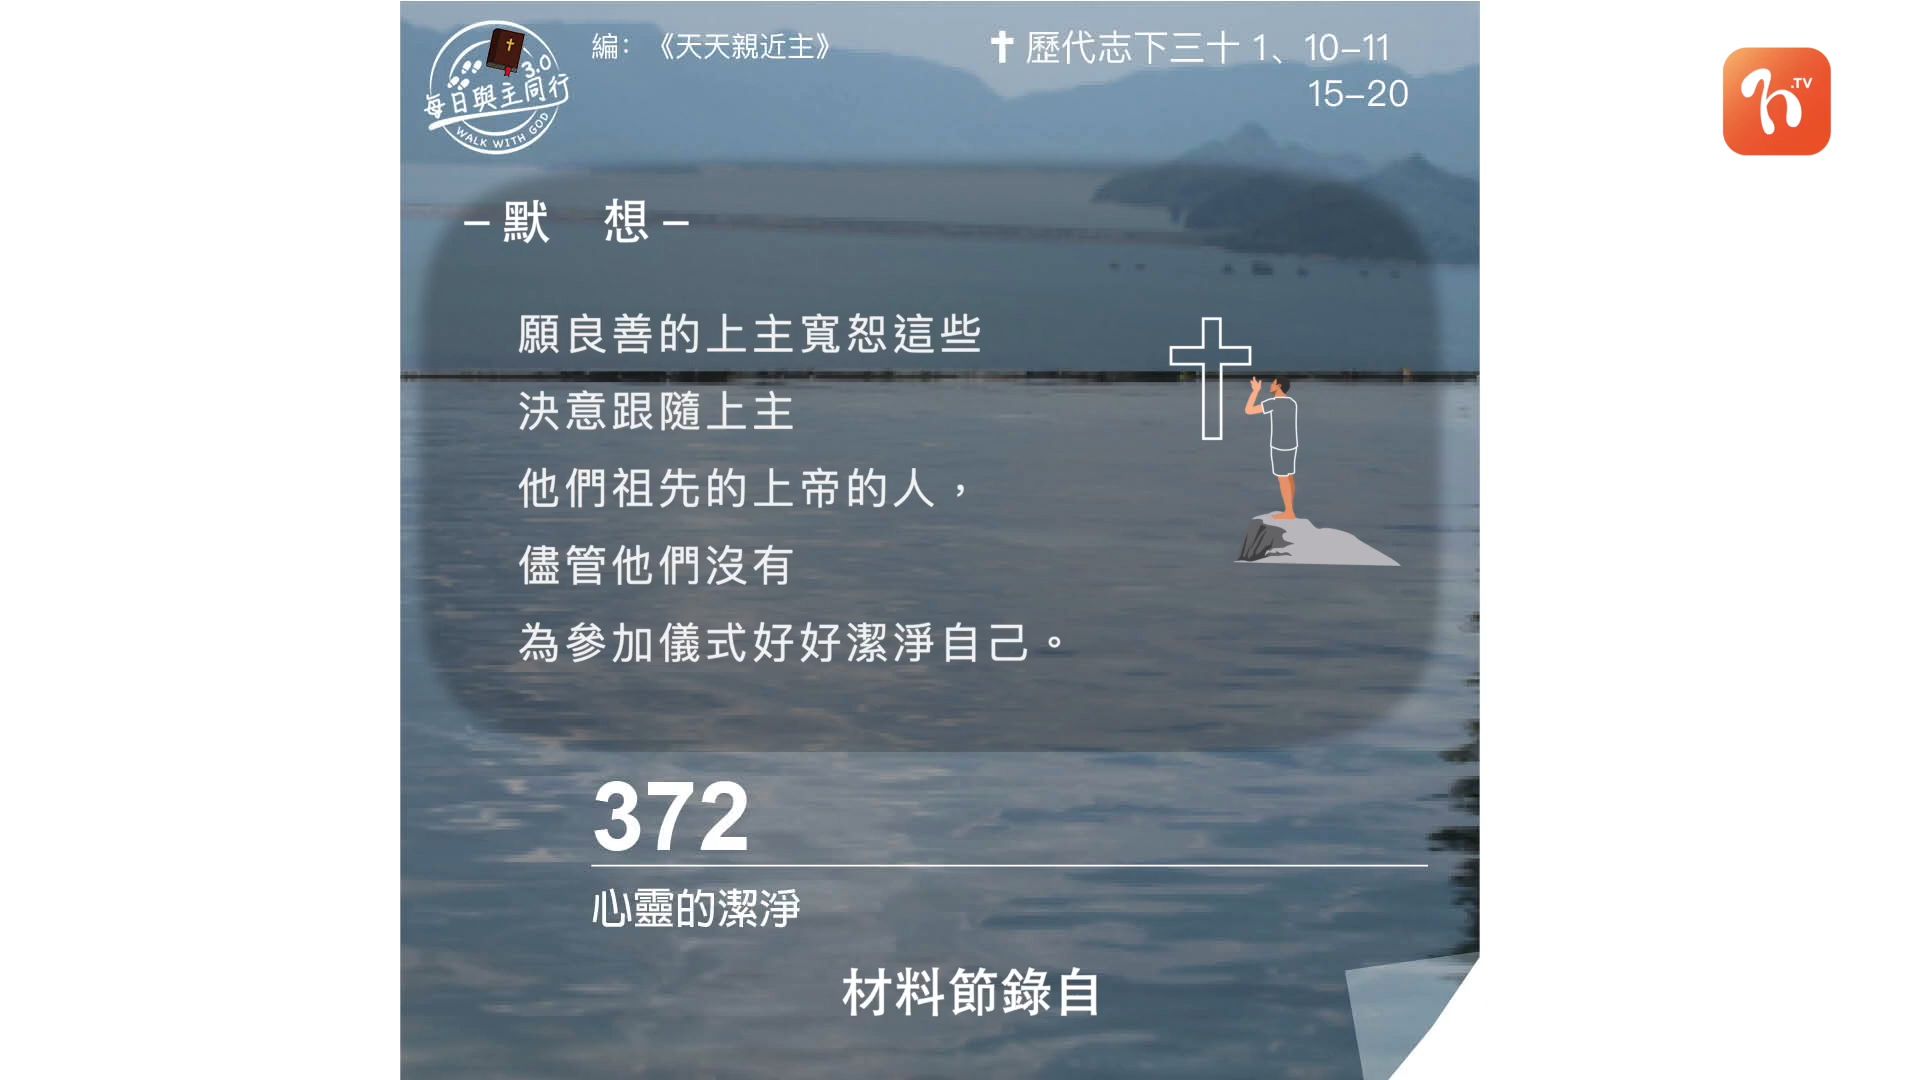 每日與主同行 3.0
WALK WITH GOD
編：《天天親近主》
歷代志下三十 1、10–11
15–20
h.TV
–默 想–
願良善的上主寬恕這些
決意跟隨上主
他們祖先的上帝的人，
儘管他們沒有
為參加儀式好好潔淨自己。
372
心靈的潔淨
材料節錄自